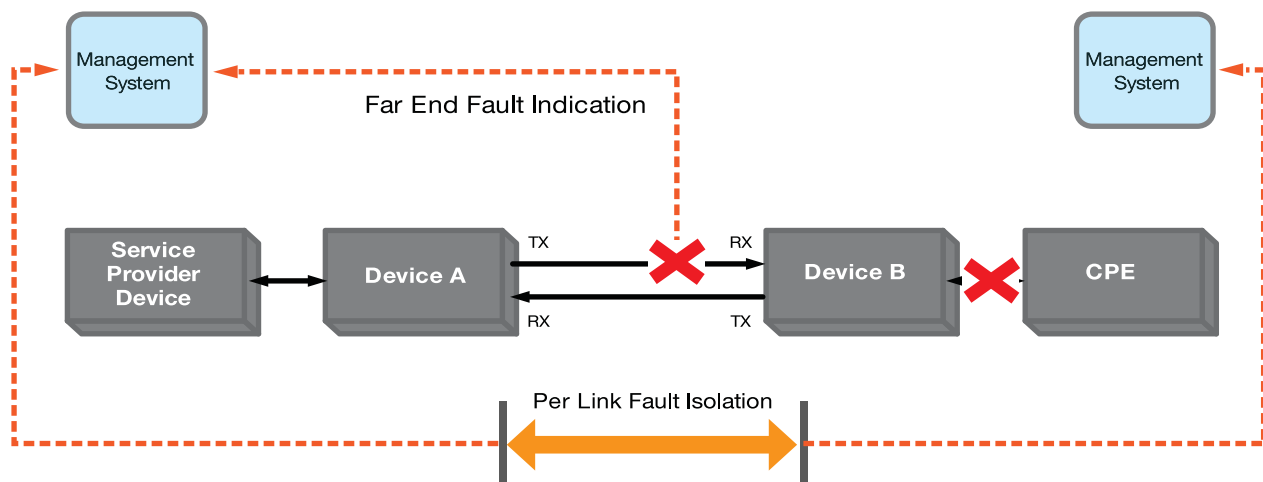 Management
System
Management
System
Far End Fault Indication
TX
RX
Service
Provider
Device
Device A
Device B
CPE
RX
TX
Per Link Fault Isolation